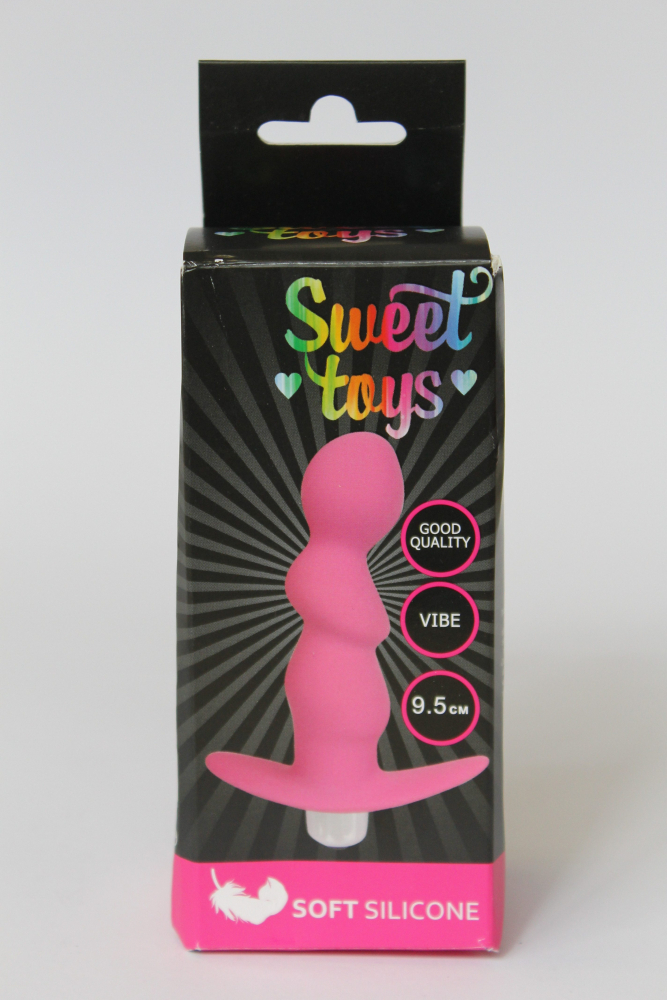 toys
Sweet
toys
GOOD
QUALITY
VIBE
9.5см
SOFT SILICONE